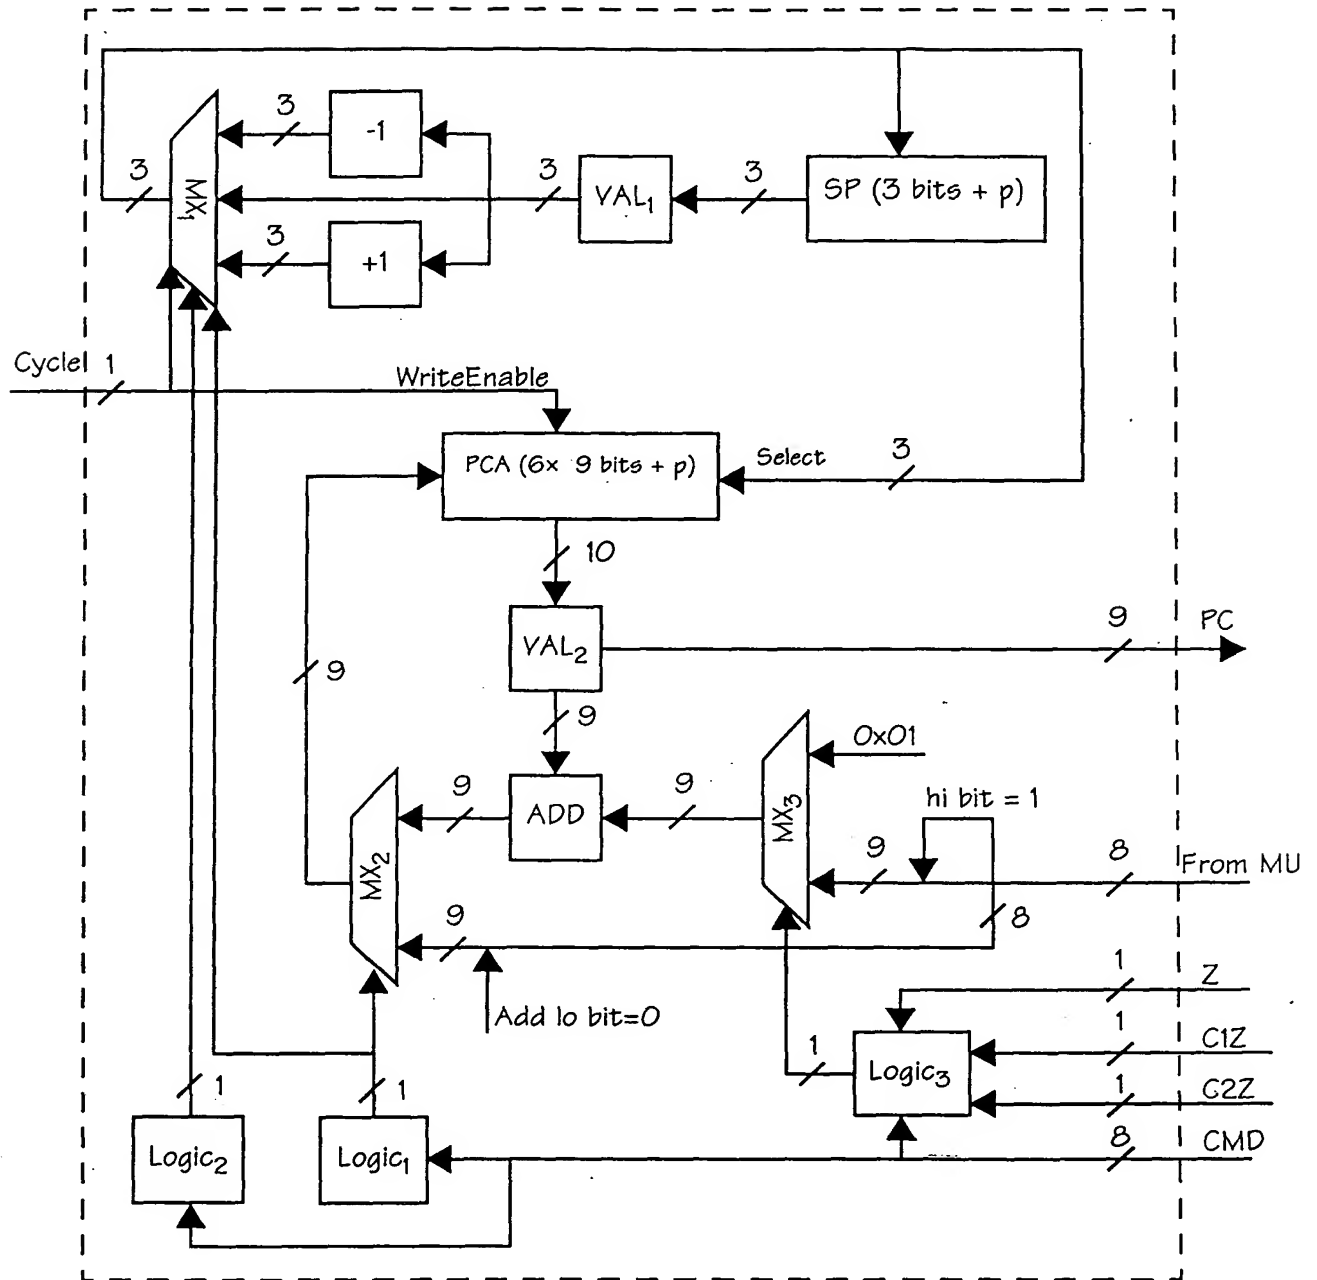 3
-1
3
MX1
3
VAL1
3
SP (3 bits + p)
3
+1
Cycle
1
WriteEnable
PCA (6x 9 bits + p)
Select
3
10
VAL2
9
PC
9
9
0x01
9
ADD
9
MX3
hi bit = 1
MX2
9
8
From MU
9
8
Add lo bit=0
1
Z
1
C1Z
1
Logic3
1
C2Z
1
1
8
CMD
Logic2
Logic1